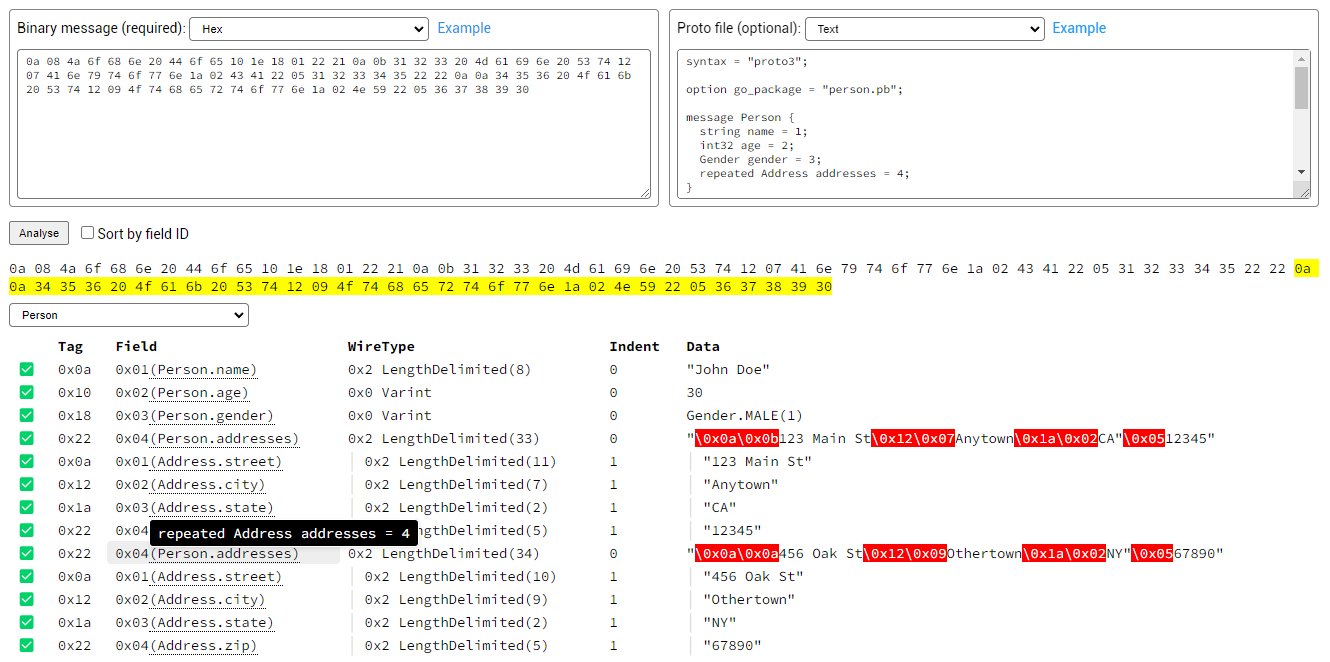 Binary message (required): Hex Example
0a 08 4a 6f 68 6e 20 44 6f 65 10 1e 18 01 22 21 0a 0b 31 32 33 20 4d 61 69 6e 20 53 74 12
07 41 6e 79 74 6f 77 6e 1a 02 43 41 22 05 31 32 33 34 35 22 22 0a 0a 34 35 36 20 4f 61 6b
20 53 74 12 09 4f 74 68 65 72 74 6f 77 6e 1a 02 4e 59 22 05 36 37 38 39 30
Proto file (optional): Text Example
syntax = "proto3";
option go_package = "person.pb";
message Person {
string name = 1;
int32 age = 2;
Gender gender = 3;
repeated Address addresses = 4;
}
Analyse Sort by field ID
0a 08 4a 6f 68 6e 20 44 6f 65 10 1e 18 01 22 21 0a 0b 31 32 33 20 4d 61 69 6e 20 53 74 12 07 41 6e 79 74 6f 77 6e 1a 02 43 41 22 05 31 32 33 34 35 22 22 0a
0a 34 35 36 20 4f 61 6b 20 53 74 12 09 4f 74 68 65 72 74 6f 77 6e 1a 02 4e 59 22 05 36 37 38 39 30
Person
Tag Field WireType Indent Data
0x0a 0x01(Person.name) 0x2 LengthDelimited(8) 0 "John Doe"
0x10 0x02(Person.age) 0x0 Varint 0 30
0x18 0x03(Person.gender) 0x0 Varint 0 Gender.MALE(1)
0x22 0x04(Person.addresses) 0x2 LengthDelimited(33) 0 "\0x0a\0x0b123 Main St\0x12\0x07Anytown\0x1a\0x02CA"\0x0512345"
0x0a 0x01(Address.street) 0x2 LengthDelimited(11) 1 "123 Main St"
0x12 0x02(Address.city) 0x2 LengthDelimited(7) 1 "Anytown"
0x1a 0x03(Address.state) 0x2 LengthDelimited(2) 1 "CA"
0x22 0x04 ngthDelimited(5) 1 "12345"
repeated Address addresses = 4
0x22 0x04(Person.addresses) 0x2 LengthDelimited(34) 0 "\0x0a\0x0a456 Oak St\0x12\0x09Othertown\0x1a\0x02NY"\0x0567890"
0x0a 0x01(Address.street) 0x2 LengthDelimited(10) 1 "456 Oak St"
0x12 0x02(Address.city) 0x2 LengthDelimited(9) 1 "Othertown"
0x1a 0x03(Address.state) 0x2 LengthDelimited(2) 1 "NY"
0x22 0x04(Address.zip) 0x2 LengthDelimited(5) 1 "67890"